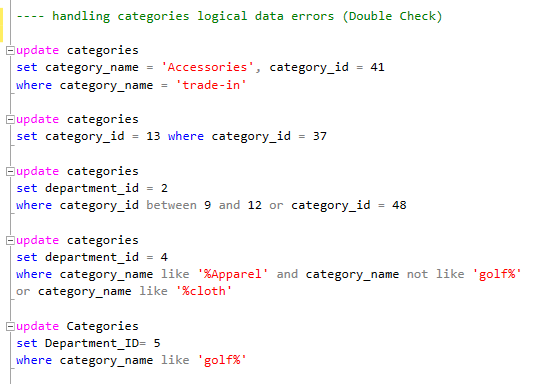 ---- handling categories logical data errors (Double Check)
update categories
set category_name = 'Accessories', category_id = 41
where category_name = 'trade-in'
update categories
set category_id = 13 where category_id = 37
update categories
set department_id = 2
where category_id between 9 and 12 or category_id = 48
update categories
set department_id = 4
where category_name like '%Apparel' and category_name not like 'golf%'
or category_name like '%cloth'
update Categories
set Department_ID= 5
where category_name like 'golf%'